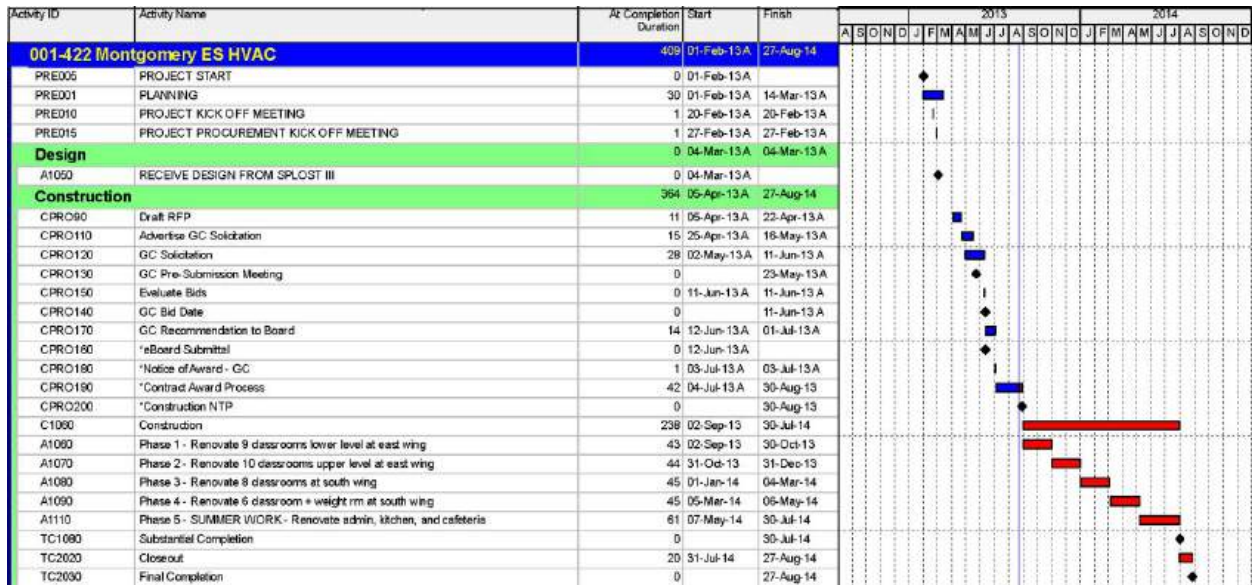 Activity ID Activity Name At Completion Start Finish 2013 2014
Duration A S O N D J F M A M J J A S O N D J F M A M J J A S O N D
001-422 Montgomery ES HVAC 409 01-Feb-13 A 27-Aug-14
PRE005 PROJECT START 0 01-Feb-13 A
PRE001 PLANNING 30 01-Feb-13 A 14-Mar-13 A
PRE010 PROJECT KICK OFF MEETING 1 20-Feb-13 A 20-Feb-13 A
PRE015 PROJECT PROCUREMENT KICK OFF MEETING 1 27-Feb-13 A 27-Feb-13 A
Design 0 04-Mar-13 A 04-Mar-13 A
A1050 RECEIVE DESIGN FROM SPLOST III 0 04-Mar-13 A
Construction 364 05-Apr-13 A 27-Aug-14
CPRO90 Draft RFP 11 05-Apr-13 A 22-Apr-13 A
CPRO110 Advertise GC Solicitation 15 25-Apr-13 A 16-May-13 A
CPRO120 GC Solicitation 28 02-May-13 A 11-Jun-13 A
CPRO130 GC Pre-Submission Meeting 0 23-May-13 A
CPRO150 Evaluate Bids 0 11-Jun-13 A 11-Jun-13 A
CPRO140 GC Bid Date 0 11-Jun-13 A
CPRO170 GC Recommendation to Board 14 12-Jun-13 A 01-Jul-13 A
CPRO160 *eBoard Submittal 0 12-Jun-13 A
CPRO180 *Notice of Award - GC 1 03-Jul-13 A 03-Jul-13 A
CPRO190 *Contract Award Process 42 04-Jul-13 A 30-Aug-13
CPRO200 *Construction NTP 0 30-Aug-13
C1060 Construction 238 02-Sep-13 30-Jul-14
A1060 Phase 1 - Renovate 9 classrooms lower level at east wing 43 02-Sep-13 30-Oct-13
A1070 Phase 2 - Renovate 10 classrooms upper level at east wing 44 31-Oct-13 31-Dec-13
A1080 Phase 3 - Renovate 8 classrooms at south wing 45 01-Jan-14 04-Mar-14
A1090 Phase 4 - Renovate 6 classroom + weight rm at south wing 45 05-Mar-14 06-May-14
A1110 Phase 5 - SUMMER WORK - Renovate admin, kitchen, and cafeteria 61 07-May-14 30-Jul-14
TC1080 Substantial Completion 0 30-Jul-14
TC2020 Closeout 20 31-Jul-14 27-Aug-14
TC2030 Final Completion 0 27-Aug-14